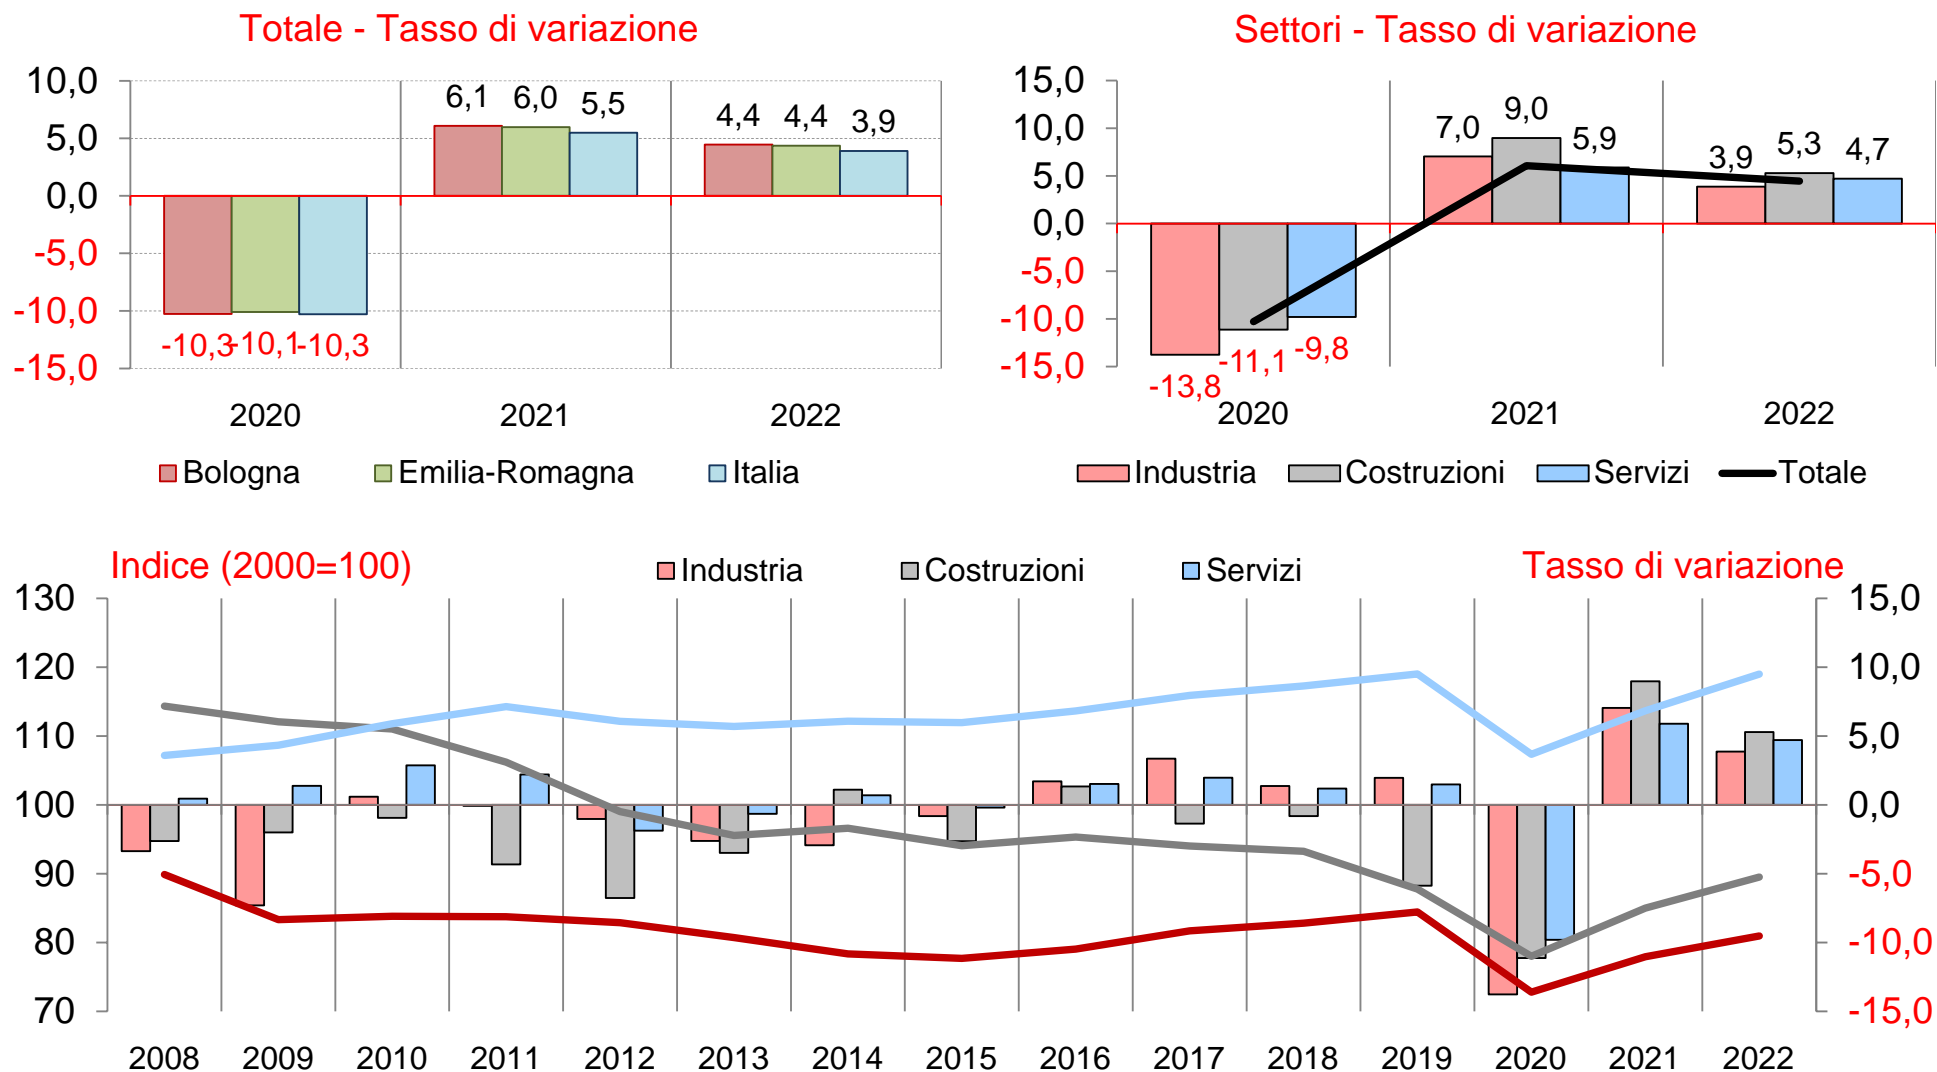 Totale - Tasso di variazione
10,0
5,0
0,0
-5,0
-10,0
-15,0
6,1 6,0 5,5
4,4 4,4 3,9
-10,3 -10,1 -10,3
2020 2021 2022
Bologna Emilia-Romagna Italia
Settori - Tasso di variazione
15,0
10,0
5,0
0,0
-5,0
-10,0
-15,0
7,0 9,0 5,9
3,9 5,3 4,7
-13,8 -11,1 -9,8
2020 2021 2022
Industria Costruzioni Servizi Totale
Indice (2000=100) Industria Costruzioni Servizi Tasso di variazione
130 15,0
120 10,0
110 5,0
100 0,0
90 -5,0
80 -10,0
70 -15,0
2008 2009 2010 2011 2012 2013 2014 2015 2016 2017 2018 2019 2020 2021 2022